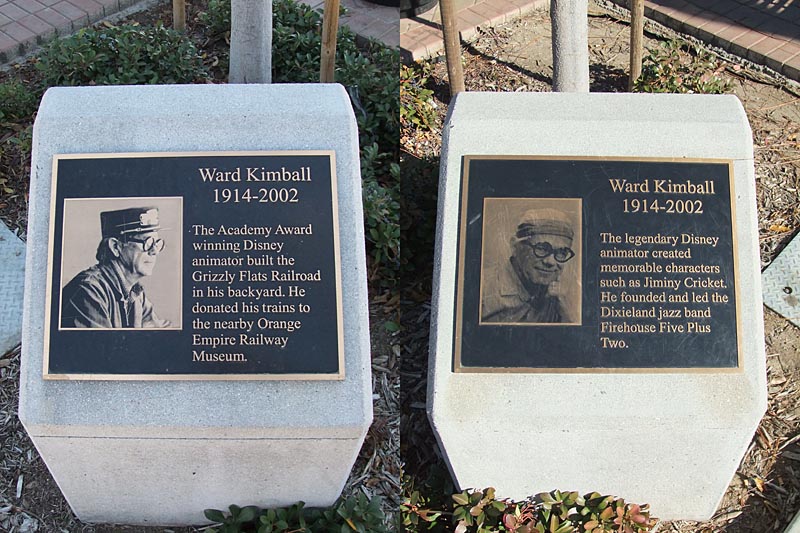 Ward Kimball
1914-2002
The Academy Award
winning Disney
animator built the
Grizzly Flats Railroad
in his backyard. He
donated his trains to
the nearby Orange
Empire Railway
Museum.
Ward Kimball
1914-2002
The legendary Disney
animator created
memorable characters
such as Jiminy Cricket.
He founded and led the
Dixieland jazz band
Firehouse Five Plus
Two.